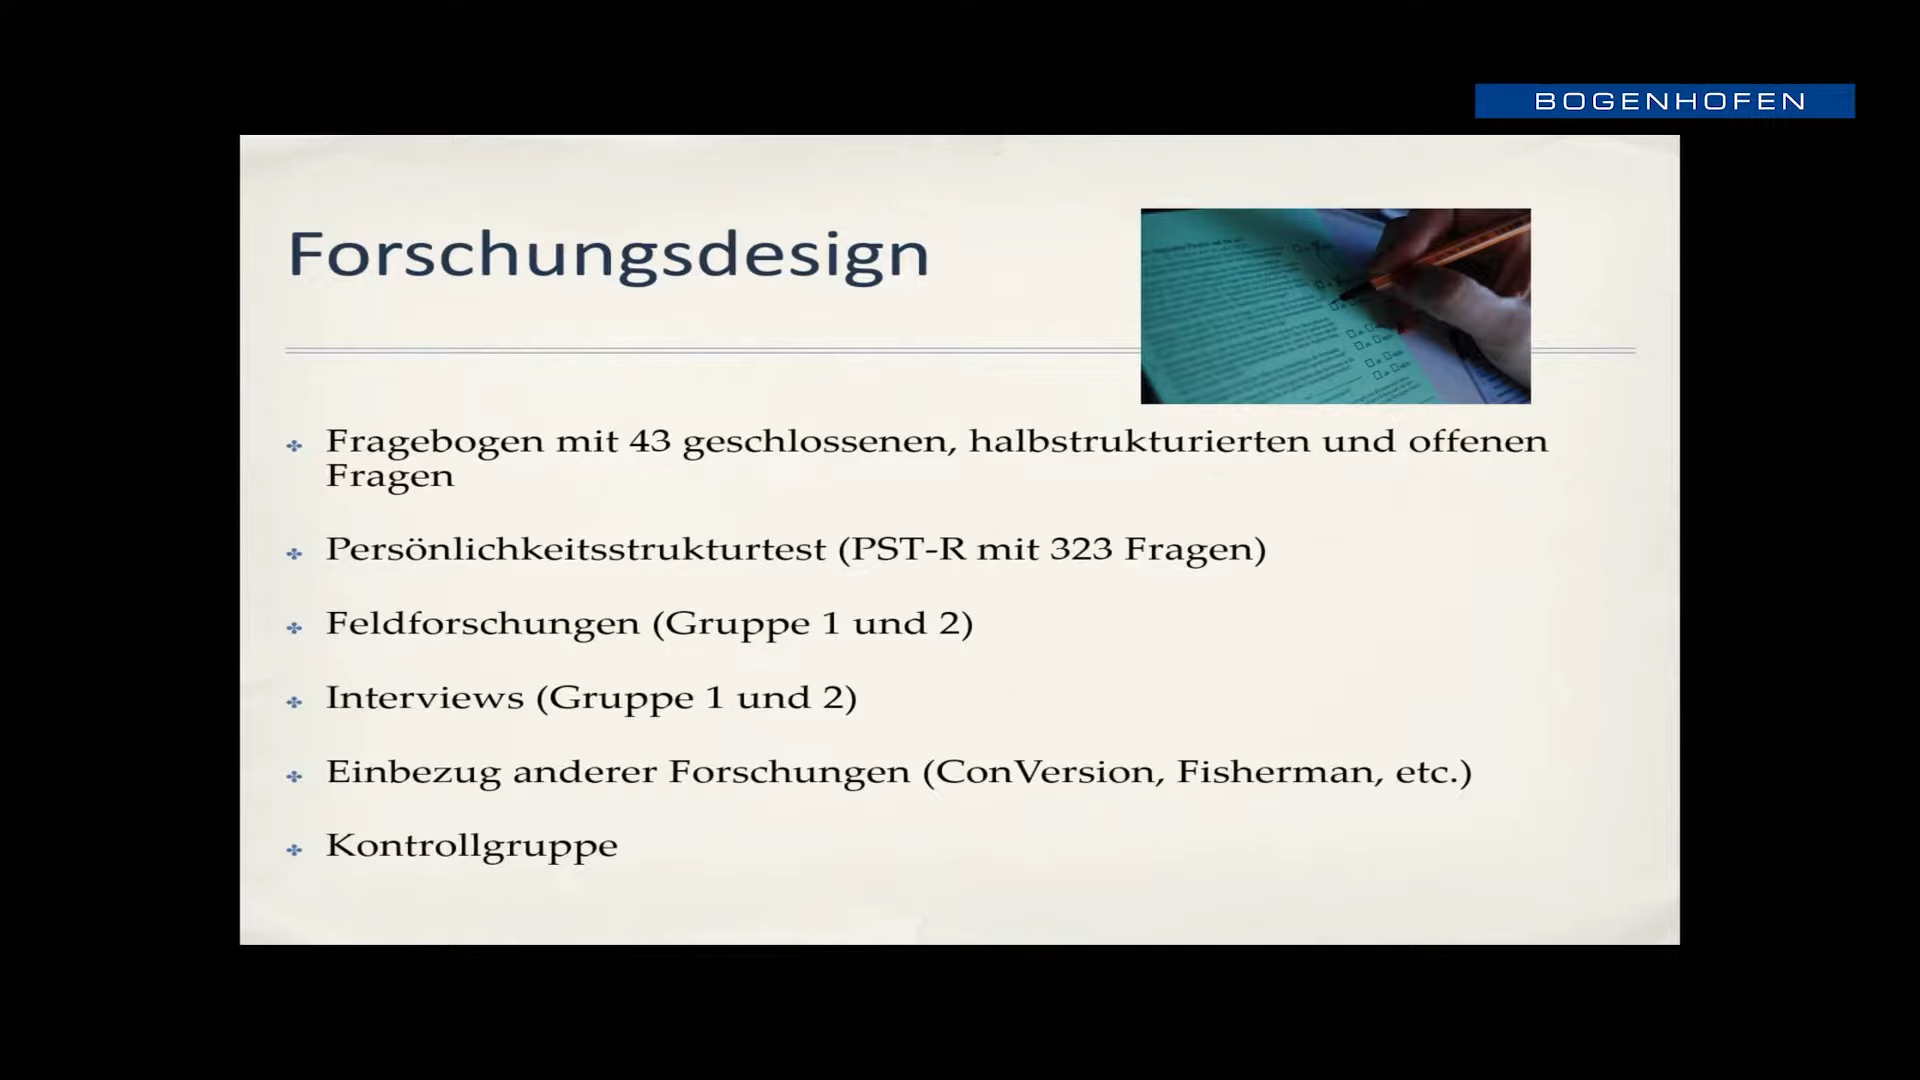 BOGENHOFEN
Forschungsdesign
Fragebogen mit 43 geschlossenen, halbstrukturierten und offenen
Fragen
Persönlichkeitsstrukturtest (PST-R mit 323 Fragen)
Feldforschungen (Gruppe 1 und 2)
Interviews (Gruppe 1 und 2)
Einbezug anderer Forschungen (ConVersion, Fisherman, etc.)
Kontrollgruppe